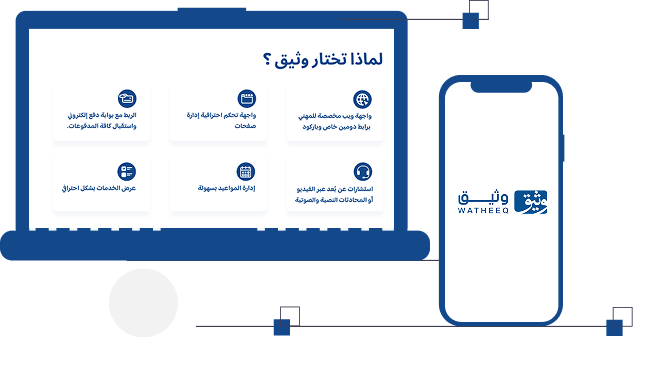 لماذا تختار وثيق ؟
واجهة ويب مخصصة للمهني
برابط دومين خاص وباركود
واجهة تحكم احترافية إدارة
صفحات
الربط مع بوابة دفع إلكتروني
واستقبال كافة المدفوعات.
استشارات عن بُعد عبر الفيديو
أو المحادثات النصية والصوتية
إدارة المواعيد بسهولة
عرض الخدمات بشكل احترافي
وثيق
وثيـــق
WATHEEQ